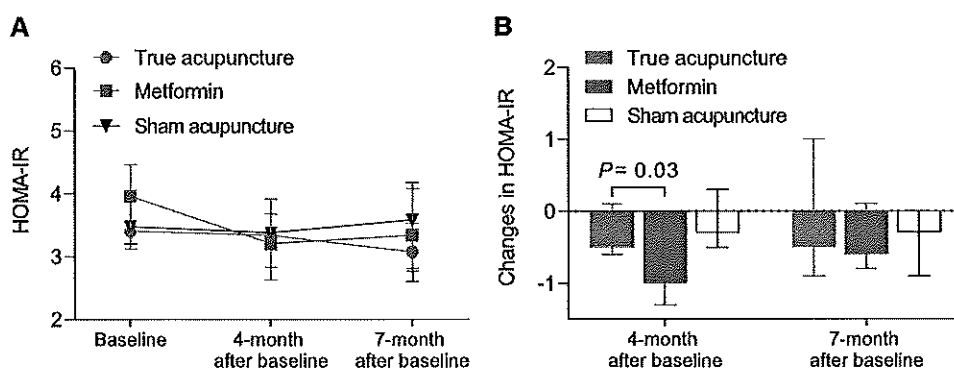 A
True acupuncture
Metformin
Sham acupuncture
HOMA-IR
6
5
4
3
2
Baseline
4-month
after baseline
7-month
after baseline
B
True acupuncture
Metformin
Sham acupuncture
Changes in HOMA-IR
2
1
0
-1
P = 0.03
4-month
after baseline
7-month
after baseline